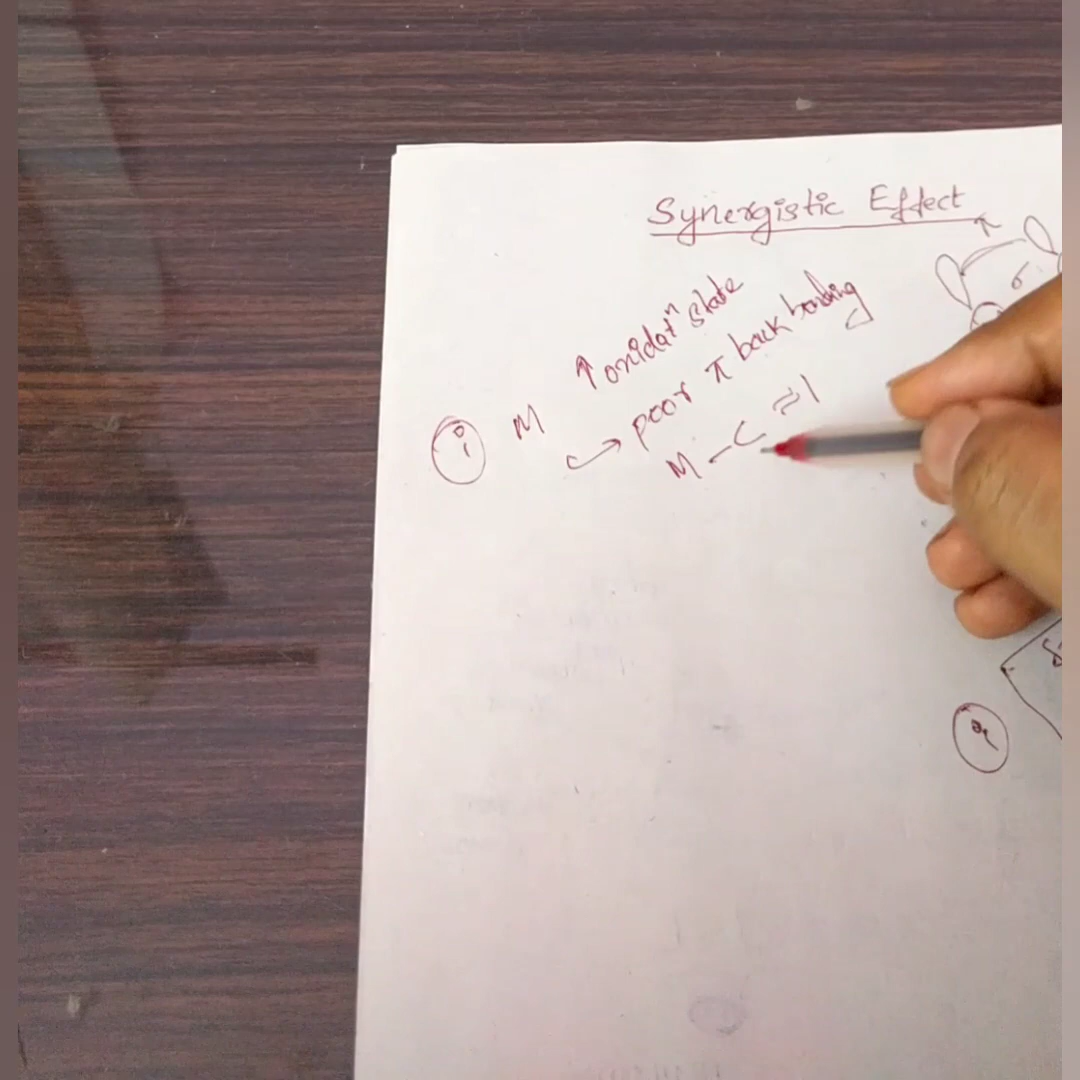 Synergistic Effect
π
σ
↑ oxidatⁿ state
(i) M
↪ poor π back bonding
M-C ≈1